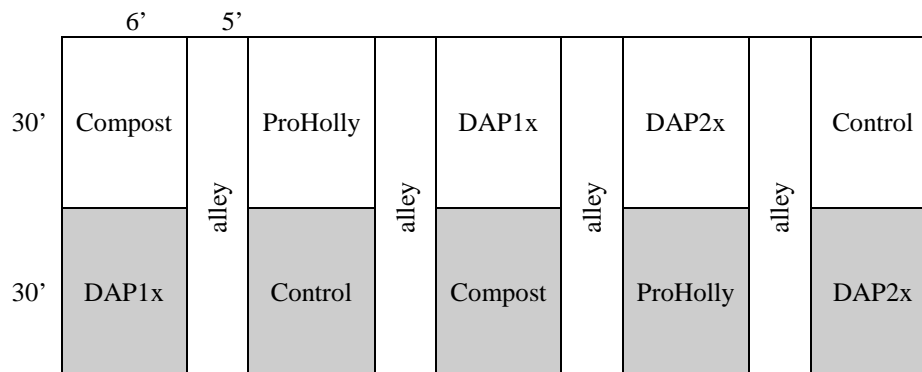 6’ 5’
30’ Compost ProHolly DAP1x DAP2x Control
alley alley alley alley
30’ DAP1x Control Compost ProHolly DAP2x